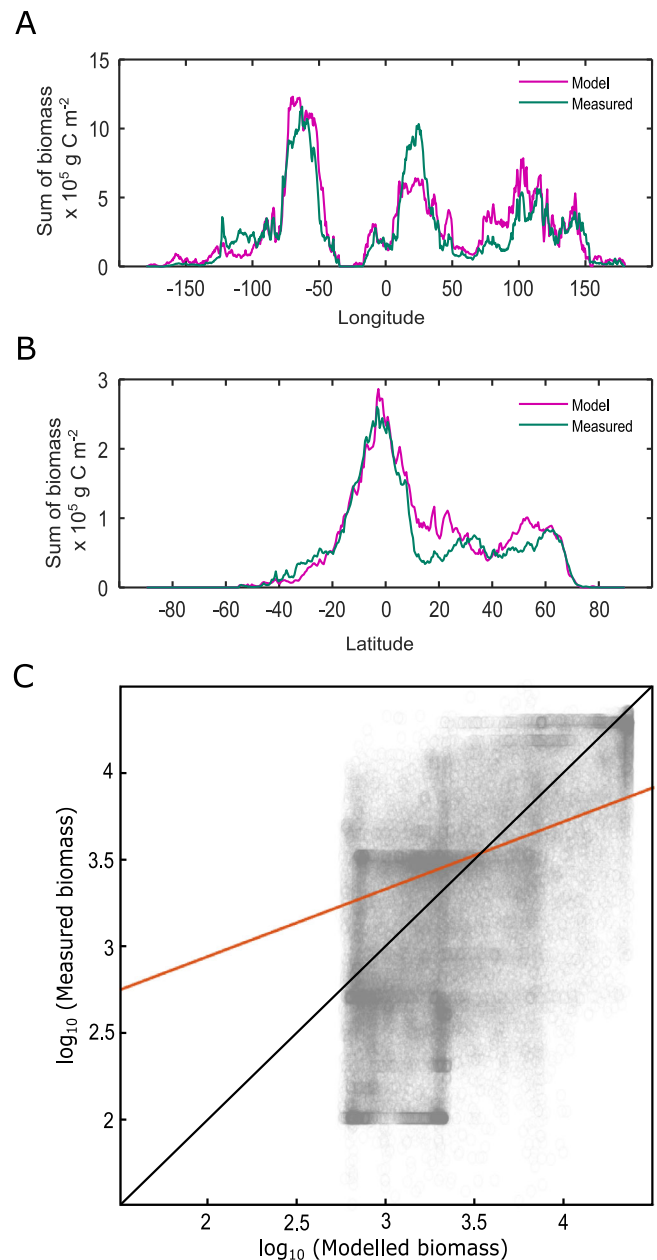 A
Sum of biomass
x 10⁵ g C m⁻²
15
10
5
0
Model
Measured
-150 -100 -50 0 50 100 150
Longitude
B
Sum of biomass
x 10⁵ g C m⁻²
3
2
1
0
Model
Measured
-80 -60 -40 -20 0 20 40 60 80
Latitude
C
log₁₀ (Measured biomass)
4
3.5
3
2.5
2
1.5
2 2.5 3 3.5 4
log₁₀ (Modelled biomass)